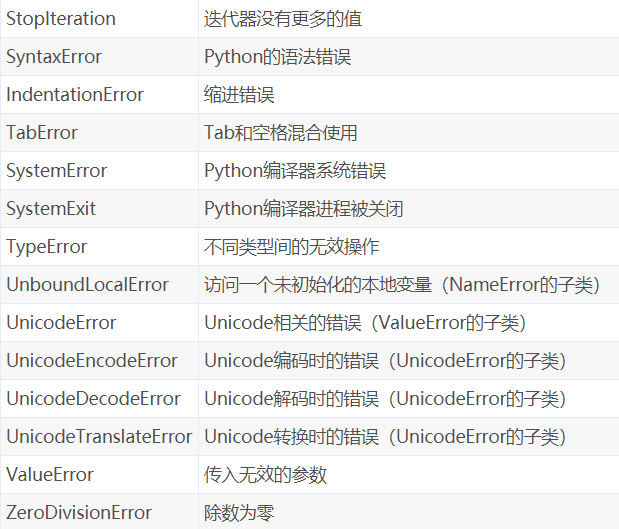 StopIteration 迭代器没有更多的值
SyntaxError Python的语法错误
IndentationError 缩进错误
TabError Tab和空格混合使用
SystemError Python编译器系统错误
SystemExit Python编译器进程被关闭
TypeError 不同类型间的无效操作
UnboundLocalError 访问一个未初始化的本地变量（NameError的子类）
UnicodeError Unicode相关的错误（ValueError的子类）
UnicodeEncodeError Unicode编码时的错误（UnicodeError的子类）
UnicodeDecodeError Unicode解码时的错误（UnicodeError的子类）
UnicodeTranslateError Unicode转换时的错误（UnicodeError的子类）
ValueError 传入无效的参数
ZeroDivisionError 除数为零